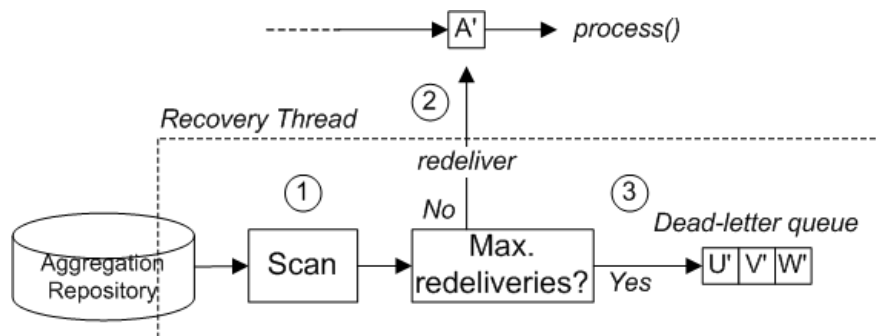 A' process()
2
Recovery Thread
redeliver
1
3
No
Dead-letter queue
Aggregation
Repository
Scan
Max.
redeliveries?
Yes
U' V' W'